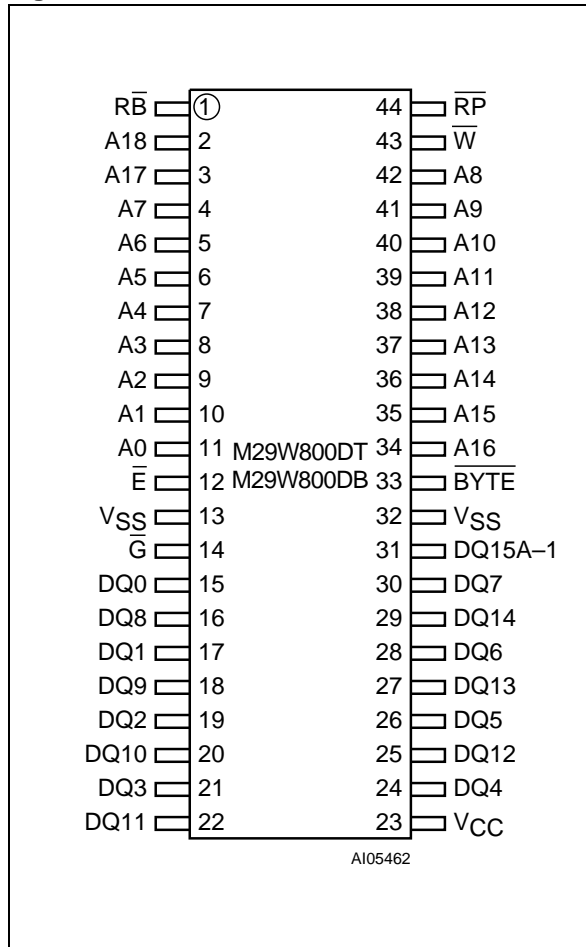 RB̅ 1 44 R̅P̅
A18 2 43 W̅
A17 3 42 A8
A7 4 41 A9
A6 5 40 A10
A5 6 39 A11
A4 7 38 A12
A3 8 37 A13
A2 9 36 A14
A1 10 35 A15
A0 11 M29W800DT 34 A16
E̅ 12 M29W800DB 33 B̅Y̅T̅E̅
VSS 13 32 VSS
G̅ 14 31 DQ15A–1
DQ0 15 30 DQ7
DQ8 16 29 DQ14
DQ1 17 28 DQ6
DQ9 18 27 DQ13
DQ2 19 26 DQ5
DQ10 20 25 DQ12
DQ3 21 24 DQ4
DQ11 22 23 VCC
AI05462